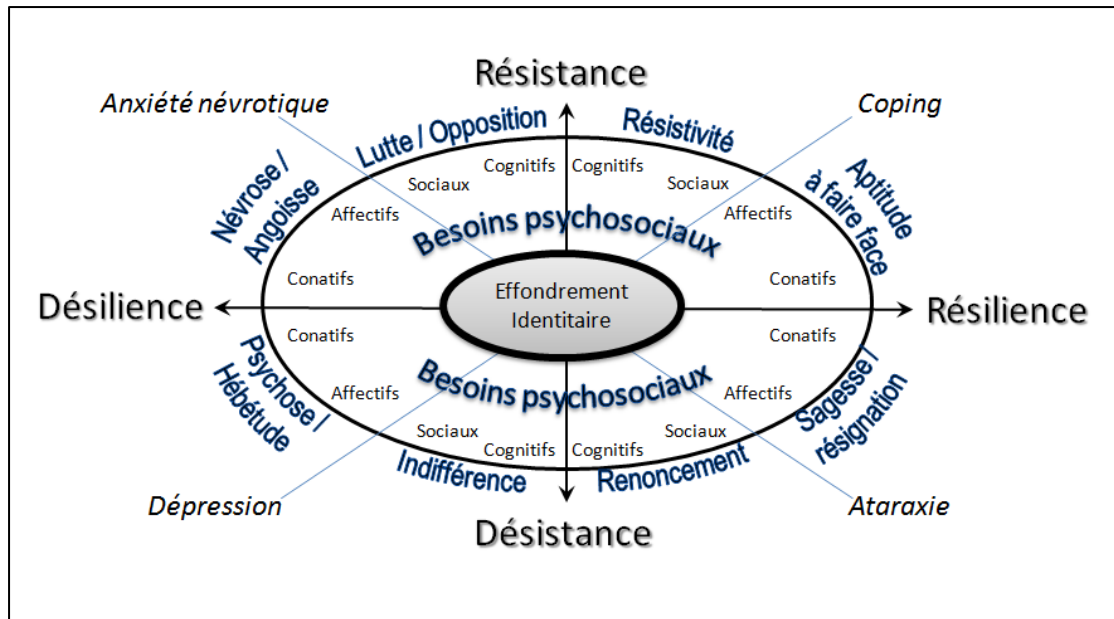 Résistance
Anxiété névrotique
Coping
Lutte / Opposition
Résistivité
Cognitifs
Cognitifs
Sociaux
Sociaux
Névrose /
Angoisse
Aptitude
à faire face
Affectifs
Affectifs
Besoins psychosociaux
Conatifs
Conatifs
Désilience
Effondrement
Identitaire
Résilience
Conatifs
Conatifs
Besoins psychosociaux
Psychose /
Hébétude
Affectifs
Affectifs
Sagesse /
résignation
Sociaux
Sociaux
Cognitifs
Cognitifs
Indifférence
Renoncement
Dépression
Ataraxie
Désistance